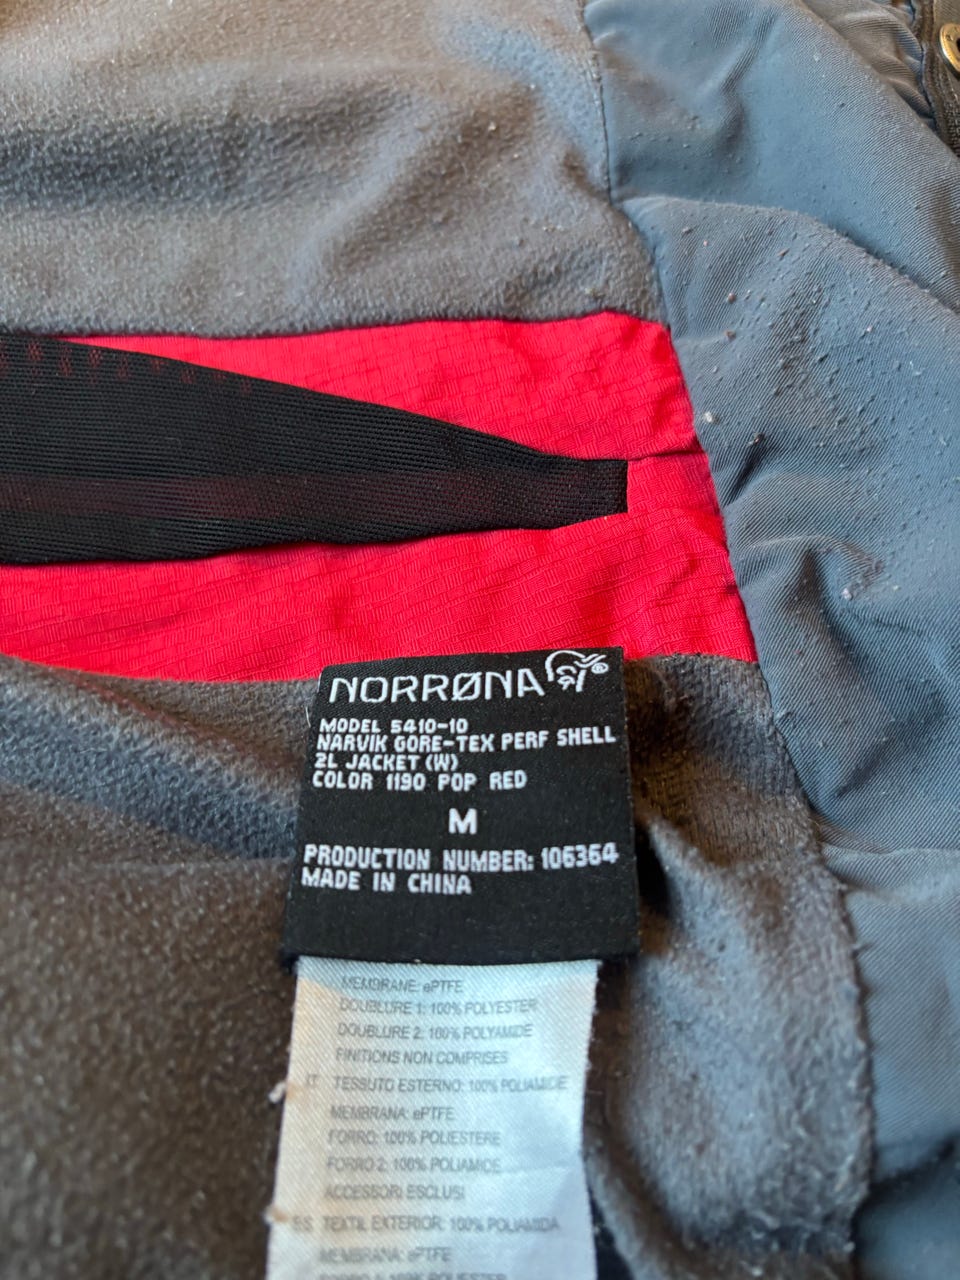 NORRØNA
MODEL 5410-10
NARVIK GORE-TEX PERF SHELL
2L JACKET (W)
COLOR 1190 POP RED
M
PRODUCTION NUMBER: 106364
MADE IN CHINA
MEMBRANE: ePTFE
DOUBLURE 1: 100% POLYESTER
DOUBLURE 2: 100% POLYAMIDE
FINITIONS NON COMPRISES
IT TESSUTO ESTERNO: 100% POLIAMIDE
MEMBRANA: ePTFE
FORRO: 100% POLIESTERE
FORRO 2: 100% POLIAMIDE
ACCESSORI ESCLUSI
ES TEXTIL EXTERIOR: 100% POLIAMIDA
MEMBRANA: ePTFE